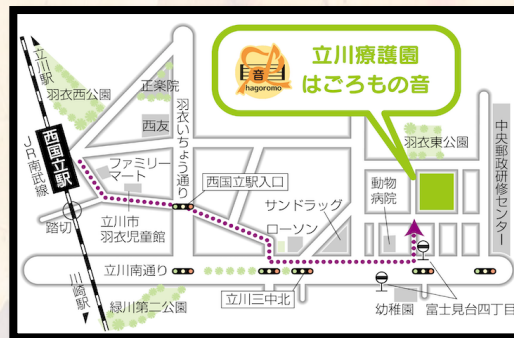 立川療護園
はごろもの音
音
hagoromo
立川駅
羽衣西公園
正楽院
西友
羽衣いちょう通り
西国立駅
JR南武線
ファミリー
マート
西国立駅入口
立川市
羽衣児童館
踏切
サンドラッグ
ローソン
動物
病院
羽衣東公園
中央郵政研修センター
立川南通り
立川三中北
川崎駅
緑川第二公園
幼稚園
富士見台四丁目